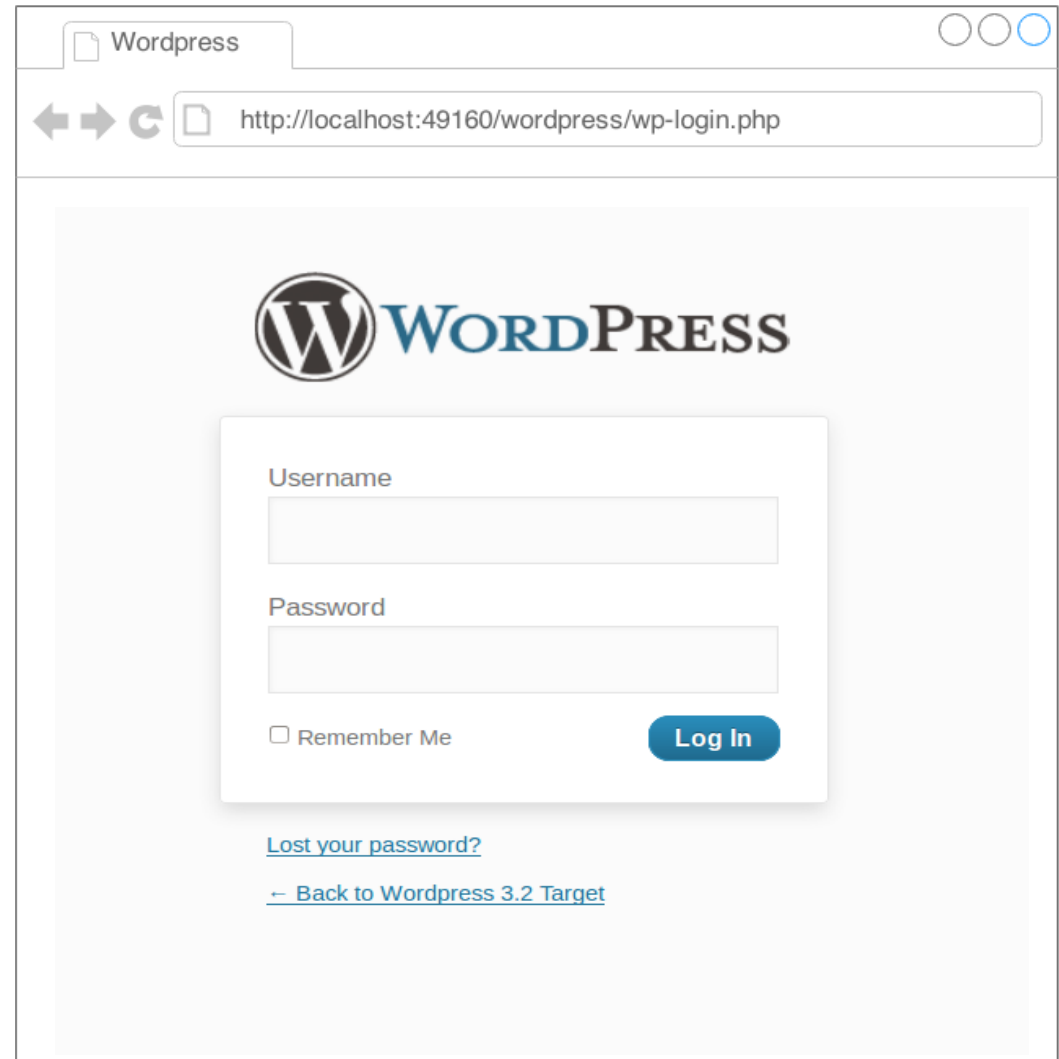 Wordpress
http://localhost:49160/wordpress/wp-login.php
WORDPRESS
Username
Password
Remember Me
Log In
Lost your password?
← Back to Wordpress 3.2 Target